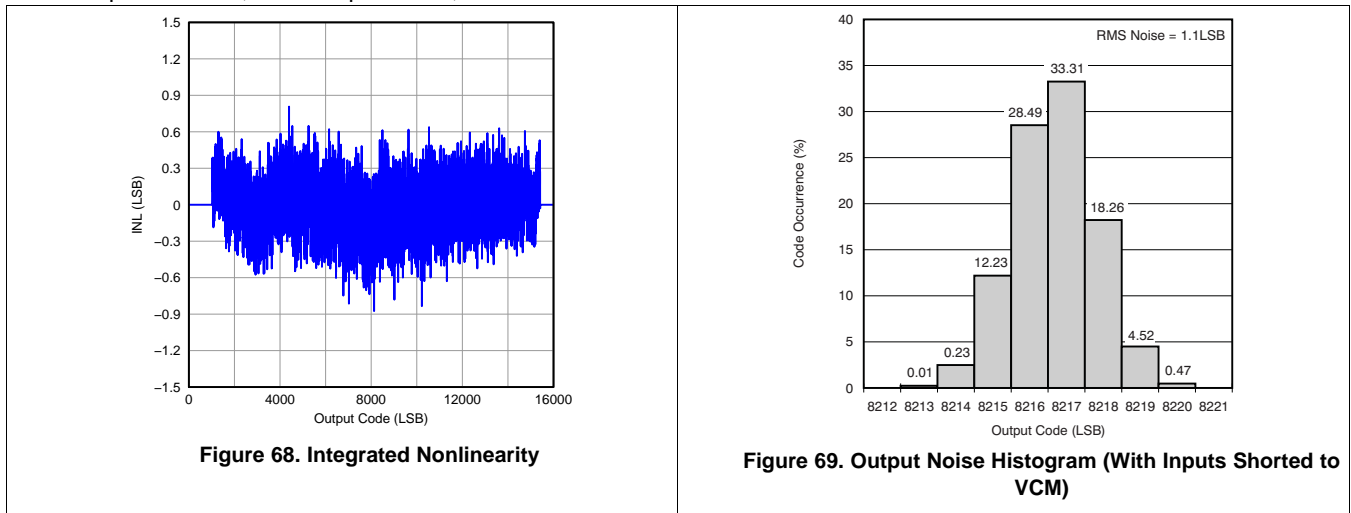 1.5
1.2
0.9
0.6
0.3
0
–0.3
–0.6
–0.9
–1.2
–1.5
INL (LSB)
0 4000 8000 12000 16000
Output Code (LSB)
Figure 68. Integrated Nonlinearity
40
35
30
25
20
15
10
5
0
Code Occurrence (%)
RMS Noise = 1.1LSB
0.01
0.23
12.23
28.49
33.31
18.26
4.52
0.47
8212 8213 8214 8215 8216 8217 8218 8219 8220 8221
Output Code (LSB)
Figure 69. Output Noise Histogram (With Inputs Shorted to
VCM)